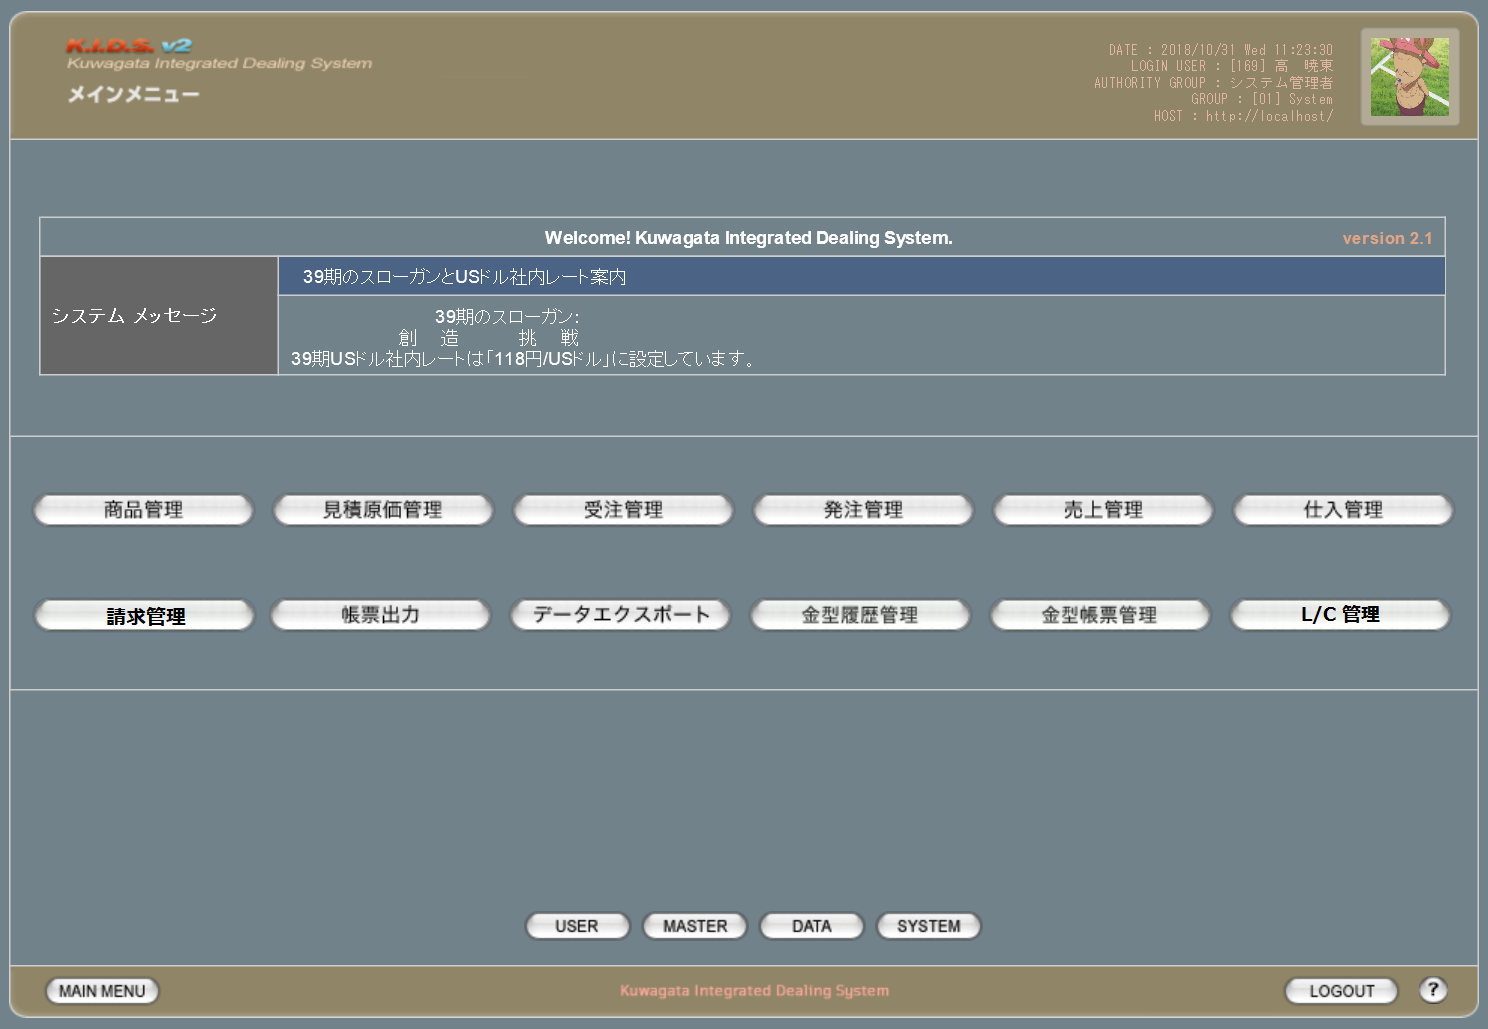 K.I.D.S. v2
Kuwagata Integrated Dealing System
メインメニュー
DATE : 2018/10/31 Wed 11:23:30
LOGIN USER : [169] 高　暁東
AUTHORITY GROUP : システム管理者
GROUP : [01] System
HOST : http://localhost/
Welcome! Kuwagata Integrated Dealing System.
version 2.1
システム メッセージ
39期のスローガンとUSドル社内レート案内
39期のスローガン:
創　造　　　挑　戦
39期USドル社内レートは「118円/USドル」に設定しています。
商品管理
見積原価管理
受注管理
発注管理
売上管理
仕入管理
請求管理
帳票出力
データエクスポート
金型履歴管理
金型帳票管理
L/C 管理
USER
MASTER
DATA
SYSTEM
MAIN MENU
Kuwagata Integrated Dealing System
LOGOUT
?